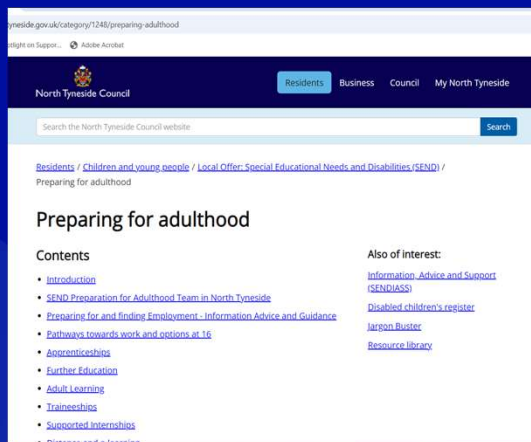 tyneside.gov.uk/category/1248/preparing-adulthood
on Suppor... Adobe Acrobat
North Tyneside Council
Residents Business Council My North Tyneside
Search the North Tyneside Council website Search
Residents / Children and young people / Local Offer: Special Educational Needs and Disabilities (SEND) /
Preparing for adulthood
Preparing for adulthood
Contents
• Introduction
• SEND Preparation for Adulthood Team in North Tyneside
• Preparing for and finding Employment - Information Advice and Guidance
• Pathways towards work and options at 16
• Apprenticeships
• Further Education
• Adult Learning
• Traineeships
• Supported Internships
Also of interest:
Information, Advice and Support
(SENDIASS)
Disabled children's register
Jargon Buster
Resource library